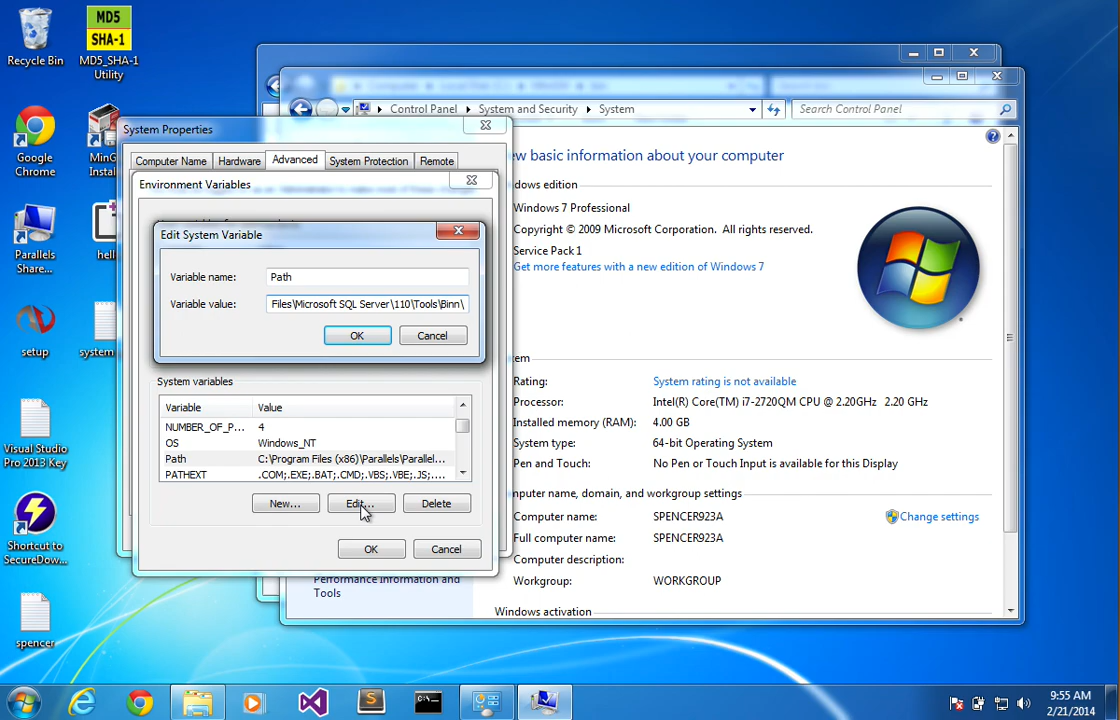 Recycle Bin
MD5
SHA-1
MD5_SHA-1
Utility
Google
Chrome
MinG
Instal
Parallels
Share...
hell
setup
system
Visual Studio
Pro 2013 Key
Shortcut to
SecureDow...
spencer
Control Panel
System and Security
System
Search Control Panel
ew basic information about your computer
dows edition
Windows 7 Professional
Copyright © 2009 Microsoft Corporation. All rights reserved.
Service Pack 1
Get more features with a new edition of Windows 7
tem
Rating:
System rating is not available
Processor:
Intel(R) Core(TM) i7-2720QM CPU @ 2.20GHz 2.20 GHz
Installed memory (RAM):
4.00 GB
System type:
64-bit Operating System
Pen and Touch:
No Pen or Touch Input is available for this Display
mputer name, domain, and workgroup settings
Computer name:
SPENCER923A
Change settings
Full computer name:
SPENCER923A
Computer description:
Workgroup:
WORKGROUP
Windows activation
Performance Information and
Tools
System Properties
Computer Name
Hardware
Advanced
System Protection
Remote
Environment Variables
Edit System Variable
Variable name:
Path
Variable value:
Files\Microsoft SQL Server\110\Tools\Binn\
OK
Cancel
System variables
Variable
Value
NUMBER_OF_P...
4
OS
Windows_NT
Path
C:\Program Files (x86)\Parallels\Parallel...
PATHEXT
.COM;.EXE;.BAT;.CMD;.VBS;.VBE;.JS;....
New...
Edit...
Delete
OK
Cancel
9:55 AM
2/21/2014